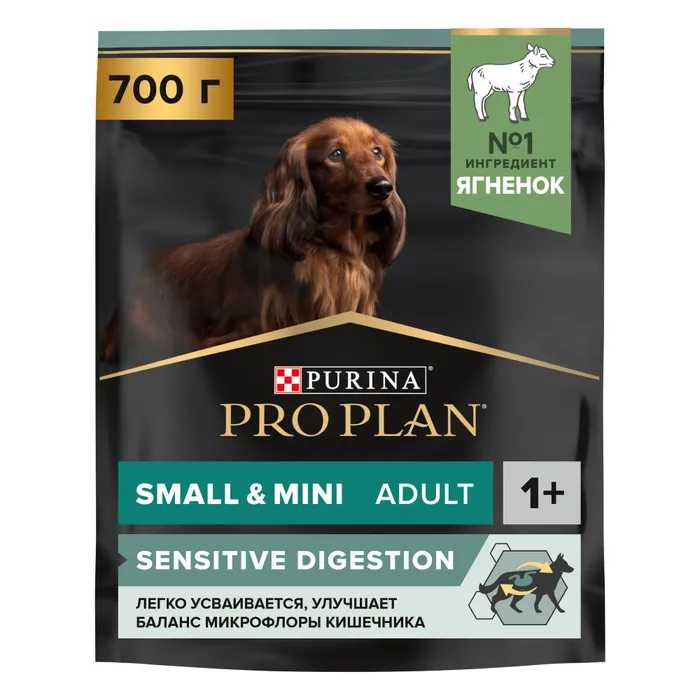 700 г
№1
ИНГРЕДИЕНТ
ЯГНЕНОК
PURINA
PRO PLAN
SMALL & MINI ADULT 1+
SENSITIVE DIGESTION
ЛЕГКО УСВАИВАЕТСЯ, УЛУЧШАЕТ
БАЛАНС МИКРОФЛОРЫ КИШЕЧНИКА